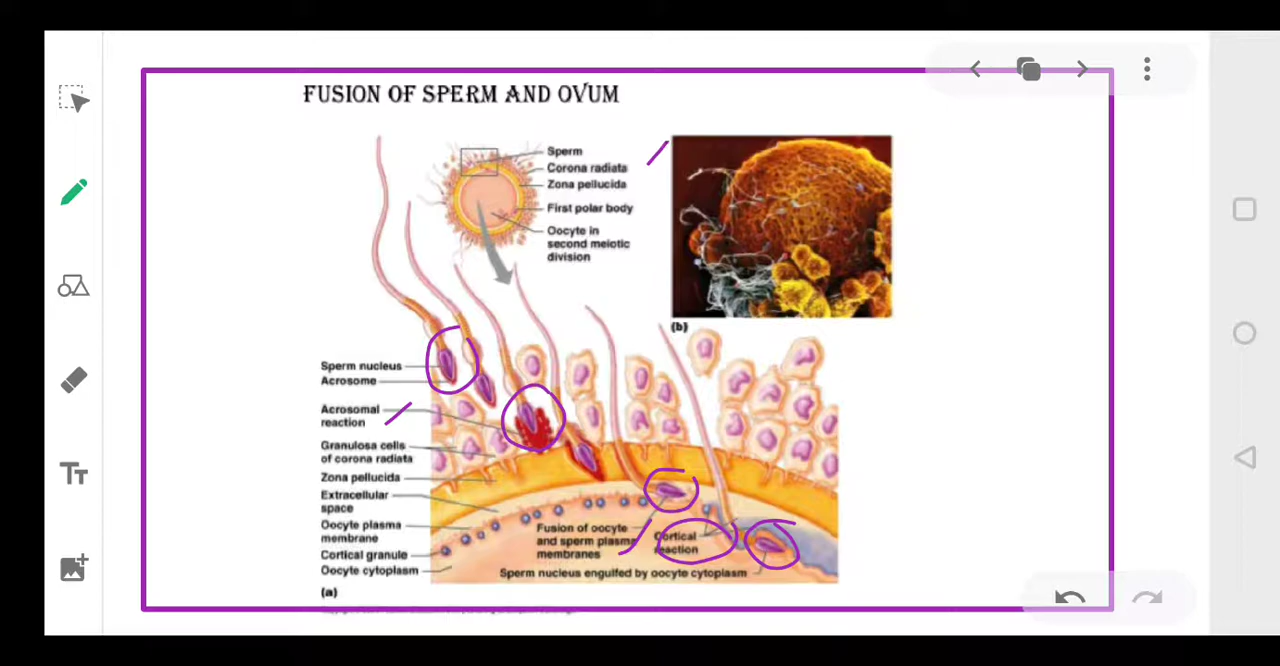 FUSION OF SPERM AND OVUM
Sperm
Corona radiata
Zona pellucida
First polar body
Oocyte in
second meiotic
division
(b)
Sperm nucleus
Acrosome
Acrosomal
reaction
Granulosa cells
of corona radiata
Zona pellucida
Extracellular
space
Oocyte plasma
membrane
Cortical granule
Oocyte cytoplasm
Fusion of oocyte
and sperm plasma
membranes
Cortical
reaction
Sperm nucleus engulfed by oocyte cytoplasm
(a)
TT